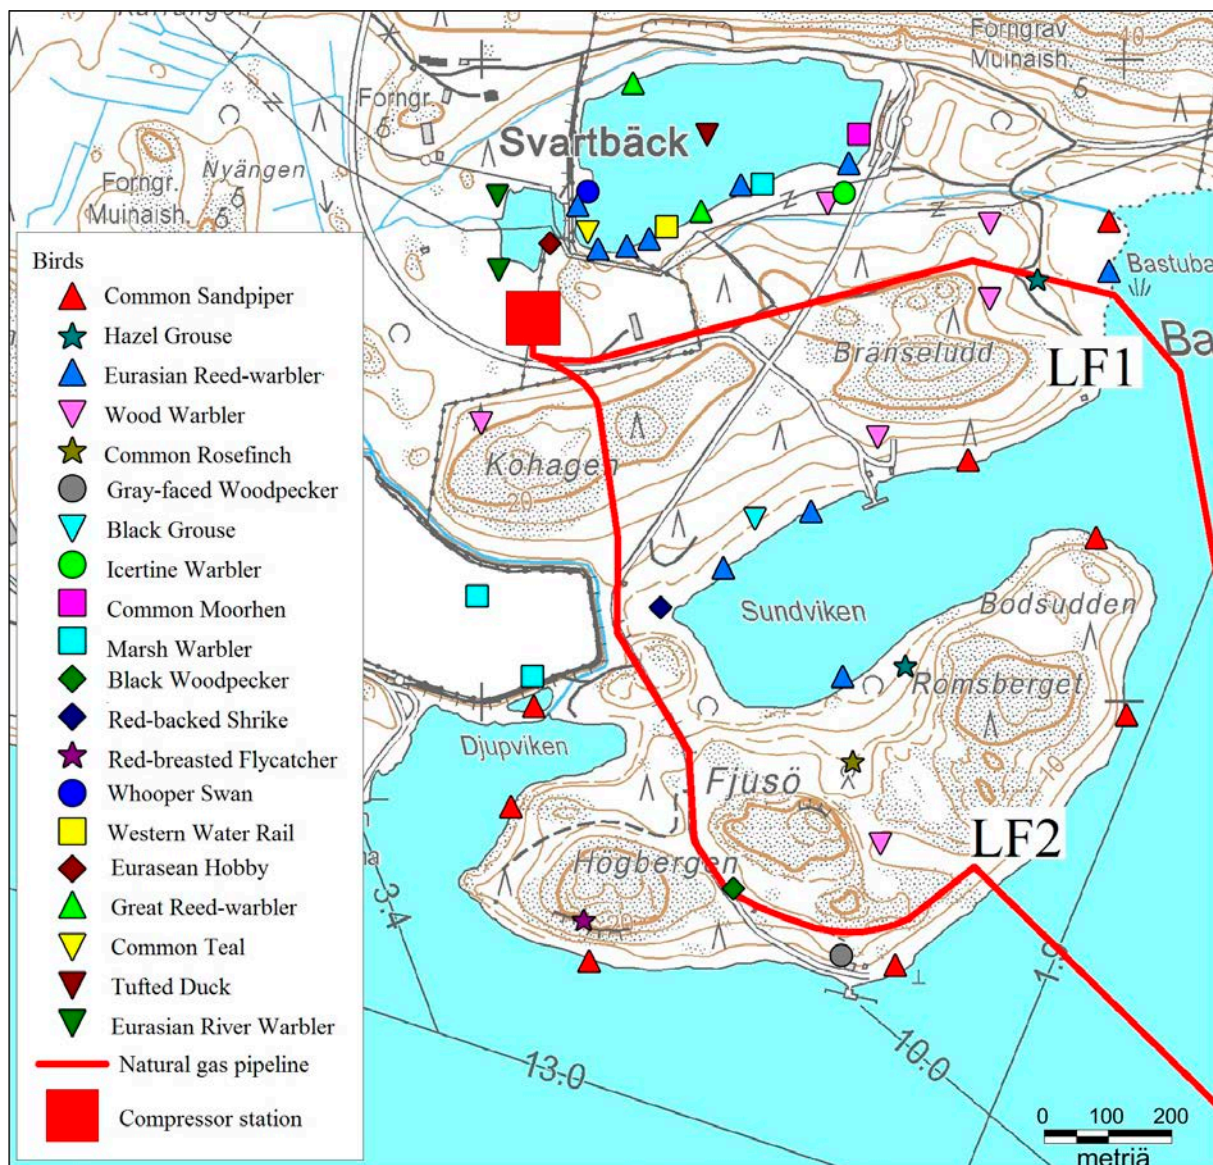 Forngrav
Muinaish.
40
Forngr.
Svartbäck
Nyängen
Forngr.
Muinaish.
Birds
Common Sandpiper
Hazel Grouse
Eurasian Reed-warbler
Wood Warbler
Common Rosefinch
Gray-faced Woodpecker
Black Grouse
Icertine Warbler
Common Moorhen
Marsh Warbler
Black Woodpecker
Red-backed Shrike
Red-breasted Flycatcher
Whooper Swan
Western Water Rail
Eurasean Hobby
Great Reed-warbler
Common Teal
Tufted Duck
Eurasian River Warbler
Natural gas pipeline
Compressor station
Bastuba
Ba
Bränseludd
LF1
Kohagen
20
Sundviken
Bodsudden
Romsberget
Djupviken
Fjusö
10
LF2
Högbergen
20
3.4
13.0
10.0
0 100 200
metriä